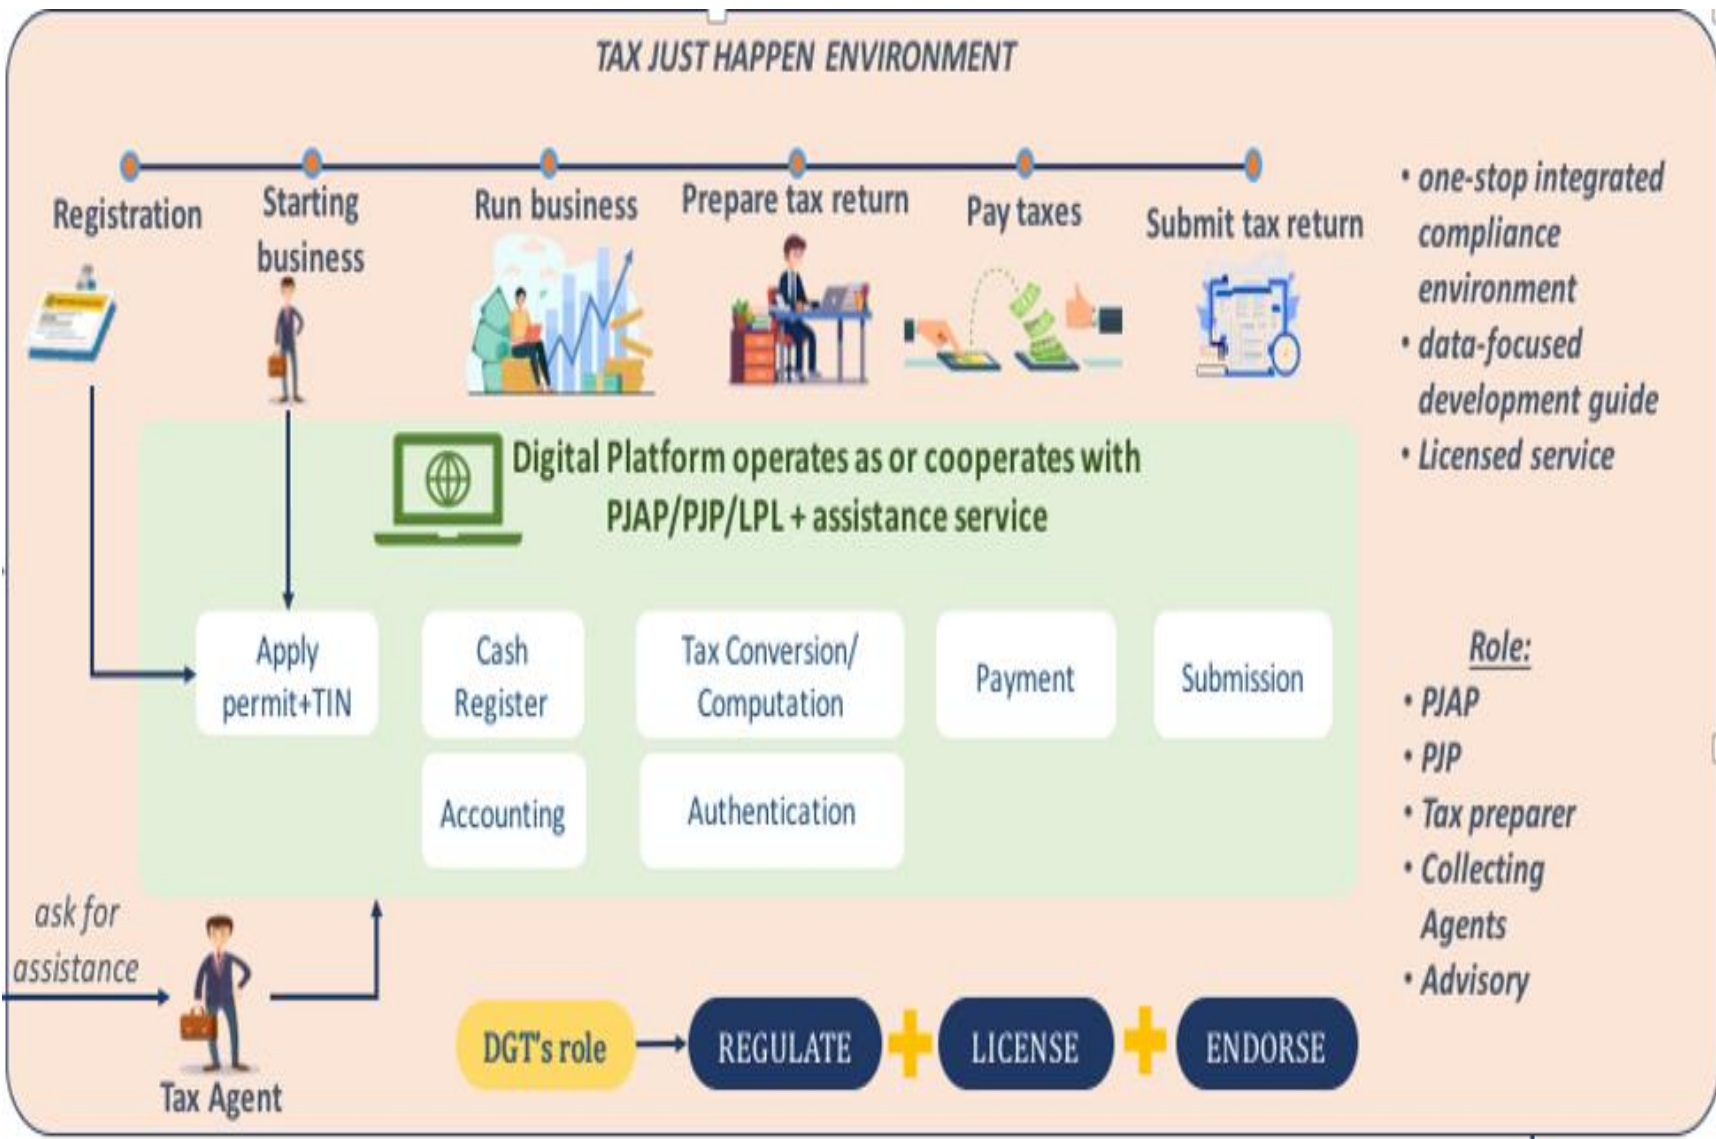 TAX JUST HAPPEN ENVIRONMENT
Registration
Starting
business
Run business
Prepare tax return
Pay taxes
Submit tax return
• one-stop integrated
compliance
environment
• data-focused
development guide
• Licensed service
Digital Platform operates as or cooperates with
PJAP/PJP/LPL + assistance service
Apply
permit+TIN
Cash
Register
Tax Conversion/
Computation
Payment
Submission
Accounting
Authentication
Role:
• PJAP
• PJP
• Tax preparer
• Collecting
Agents
• Advisory
ask for
assistance
Tax Agent
DGT's role
REGULATE
LICENSE
ENDORSE